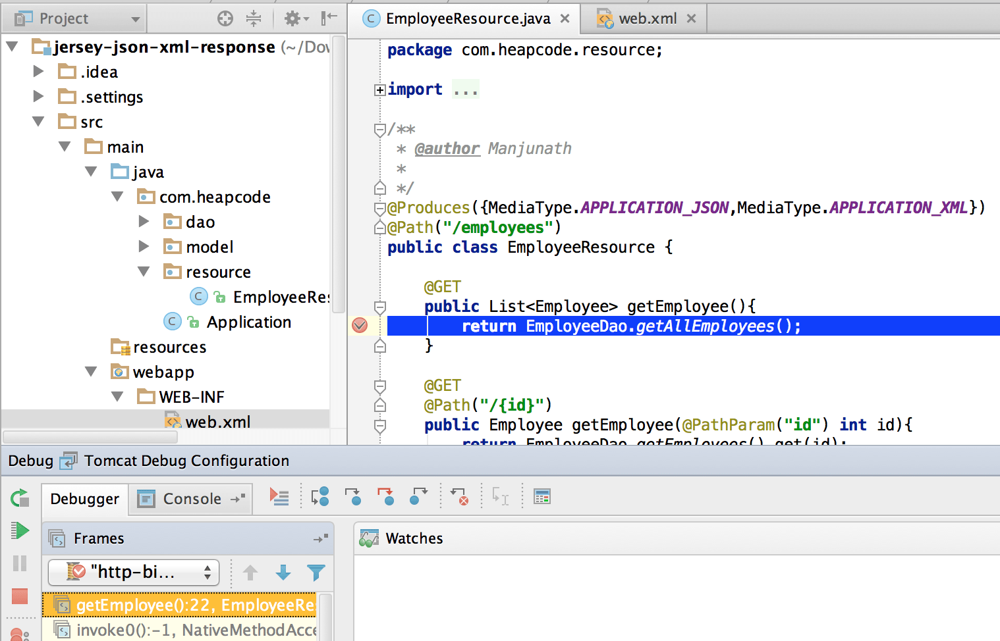 Project
jersey-json-xml-response (~/Dov
.idea
.settings
src
main
java
com.heapcode
dao
model
resource
EmployeeRes
Application
resources
webapp
WEB-INF
web.xml
EmployeeResource.java
web.xml
package com.heapcode.resource;
import ...
/**
* @author Manjunath
*
*/
@Produces({MediaType.APPLICATION_JSON,MediaType.APPLICATION_XML})
@Path("/employees")
public class EmployeeResource {
@GET
public List<Employee> getEmployee(){
return EmployeeDao.getAllEmployees();
}
@GET
@Path("/{id}")
public Employee getEmployee(@PathParam("id") int id){
return EmployeeDao.getEmployees().get(id);
Debug Tomcat Debug Configuration
Debugger
Console
Frames
Watches
"http-bi...
getEmployee():22, EmployeeRe
invoke0():-1, NativeMethodAcce